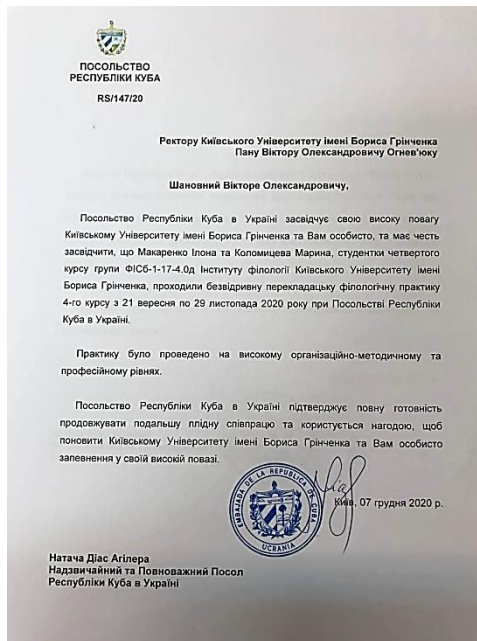 ПОСОЛЬСТВО
РЕСПУБЛІКИ КУБА
RS/147/20
Ректору Київського Університету імені Бориса Грінченка
Пану Віктору Олександровичу Огнев'юку
Шановний Вікторе Олександровичу,
Посольство Республіки Куба в Україні засвідчує свою високу повагу
Київському Університету імені Бориса Грінченка та Вам особисто, та має честь
засвідчити, що Макаренко Ілона та Коломицева Марина, студентки четвертого
курсу групи ФІСб-1-17-4.0д Інституту філології Київського Університету імені
Бориса Грінченка, проходили безвідривну перекладацьку філологічну практику
4-го курсу з 21 вересня по 29 листопада 2020 року при Посольстві Республіки
Куба в Україні.
Практику було проведено на високому організаційно-методичному та
професійному рівнях.
Посольство Республіки Куба в Україні підтверджує повну готовність
продовжувати подальшу плідну співпрацю та користується нагодою, щоб
поновити Київському Університету імені Бориса Грінченка та Вам особисто
запевнення у своїй високій повазі.
EMBAJADA DE LA REPUBLICA DE CUBA
UCRANIA
Київ, 07 грудня 2020 р.
Натача Діас Агілера
Надзвичайний та Повноважний Посол
Республіки Куба в Україні